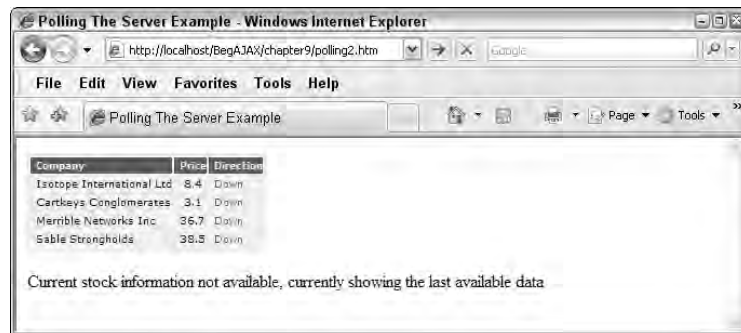 Polling The Server Example - Windows Internet Explorer
http://localhost/BegAJAX/chapter9/polling2.htm Google
File Edit View Favorites Tools Help
Polling The Server Example Page Tools »
Company Price Direction
Isotope International Ltd 8.4 Down
Cartkeys Conglomerates 3.1 Down
Merrible Networks Inc 36.7 Down
Sable Strongholds 38.5 Down
Current stock information not available, currently showing the last available data